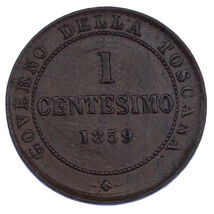 GOVERNO DELLA TOSCANA
1
CENTESIMO
1859